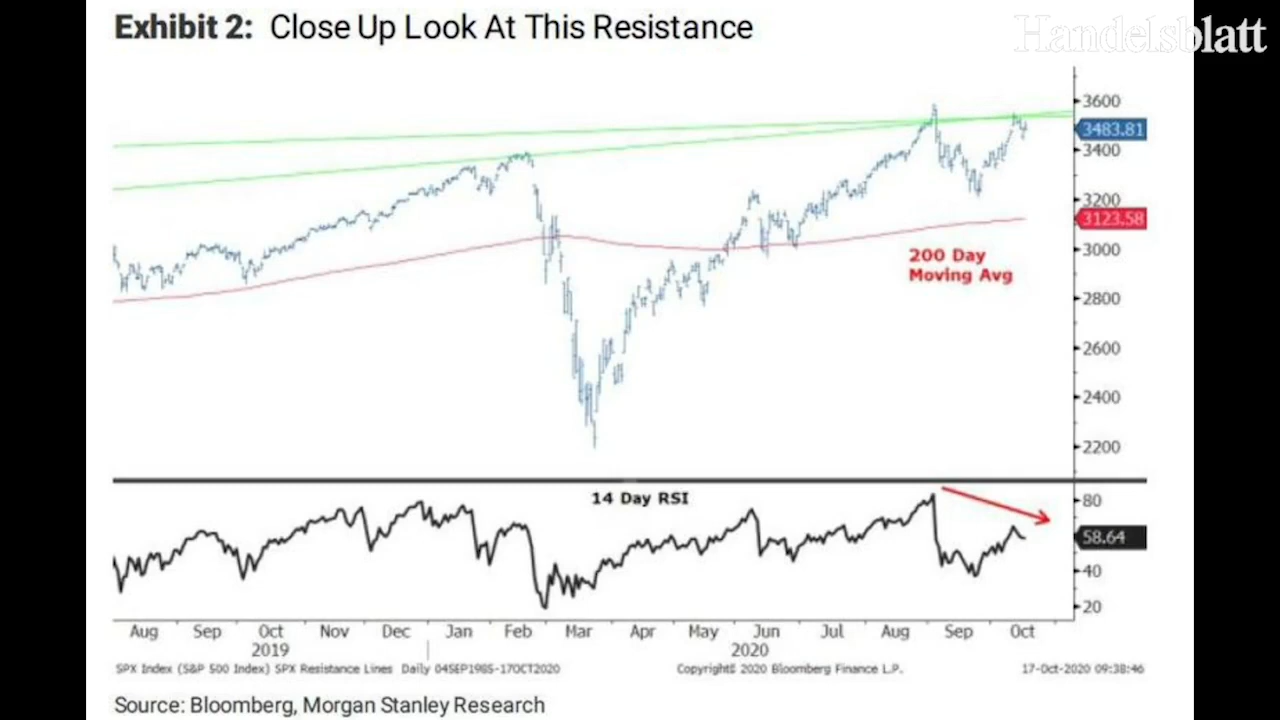 Exhibit 2: Close Up Look At This Resistance
Handelsblatt
3600
3483.81
3400
3200
3123.58
3000
200 Day
Moving Avg
2800
2600
2400
2200
14 Day RSI
80
58.64
40
20
Aug Sep Oct Nov Dec Jan Feb Mar Apr May Jun Jul Aug Sep Oct
2019 2020
SPX Index (S&P 500 Index) SPX Resistance Lines Daily 04SEP1985-17OCT2020 Copyright© 2020 Bloomberg Finance L.P. 17-Oct-2020 09:38:46
Source: Bloomberg, Morgan Stanley Research